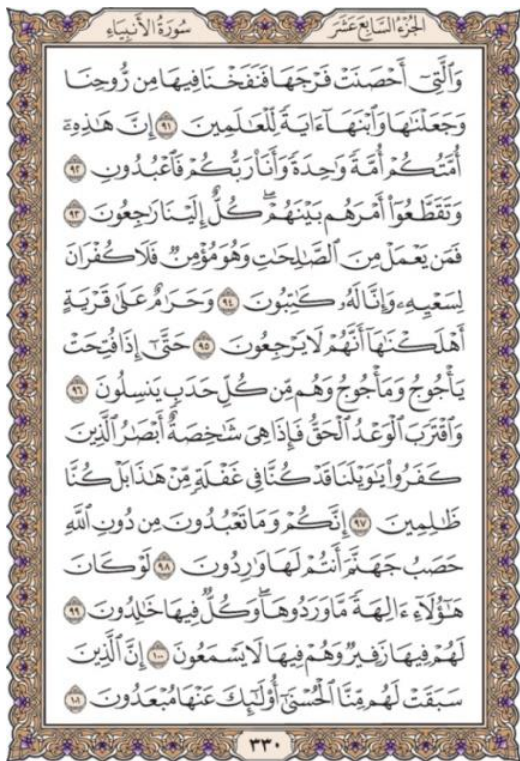 الجزء السابع عشر
سورة الأنبياء
وَالَّتِيٓ أَحْصَنَتْ فَرْجَهَا فَنَفَخْنَا فِيهَا مِن رُّوحِنَا
وَجَعَلْنَٰهَا وَٱبْنَهَآ ءَايَةً لِّلْعَٰلَمِينَ ٩١ إِنَّ هَٰذِهِۦٓ
أُمَّتُكُمْ أُمَّةً وَٰحِدَةً وَأَنَا۠ رَبُّكُمْ فَٱعْبُدُونِ ٩٢
وَتَقَطَّعُوٓا۟ أَمْرَهُم بَيْنَهُمْ ۖ كُلٌّ إِلَيْنَا رَٰجِعُونَ ٩٣
فَمَن يَعْمَلْ مِنَ ٱلصَّٰلِحَٰتِ وَهُوَ مُؤْمِنٌ فَلَا كُفْرَانَ
لِسَعْيِهِۦ وَإِنَّا لَهُۥ كَٰتِبُونَ ٩٤ وَحَرَٰمٌ عَلَىٰ قَرْيَةٍ
أَهْلَكْنَٰهَآ أَنَّهُمْ لَا يَرْجِعُونَ ٩٥ حَتَّىٰٓ إِذَا فُتِحَتْ
يَأْجُوجُ وَمَأْجُوجُ وَهُم مِّن كُلِّ حَدَبٍ يَنسِلُونَ ٩٦
وَٱقْتَرَبَ ٱلْوَعْدُ ٱلْحَقُّ فَإِذَا هِىَ شَٰخِصَةٌ أَبْصَٰرُ ٱلَّذِينَ
كَفَرُوا۟ يَٰوَيْلَنَا قَدْ كُنَّا فِى غَفْلَةٍ مِّنْ هَٰذَا بَلْ كُنَّا
ظَٰلِمِينَ ٩٧ إِنَّكُمْ وَمَا تَعْبُدُونَ مِن دُونِ ٱللَّهِ
حَصَبُ جَهَنَّمَ أَنتُمْ لَهَا وَٰرِدُونَ ٩٨ لَوْ كَانَ
هَٰٓؤُلَآءِ ءَالِهَةً مَّا وَرَدُوهَا ۖ وَكُلٌّ فِيهَا خَٰلِدُونَ ٩٩
لَهُمْ فِيهَا زَفِيرٌ وَهُمْ فِيهَا لَا يَسْمَعُونَ ١٠٠ إِنَّ ٱلَّذِينَ
سَبَقَتْ لَهُم مِّنَّا ٱلْحُسْنَىٰٓ أُو۟لَٰٓئِكَ عَنْهَا مُبْعَدُونَ ١٠١
٣٣٠